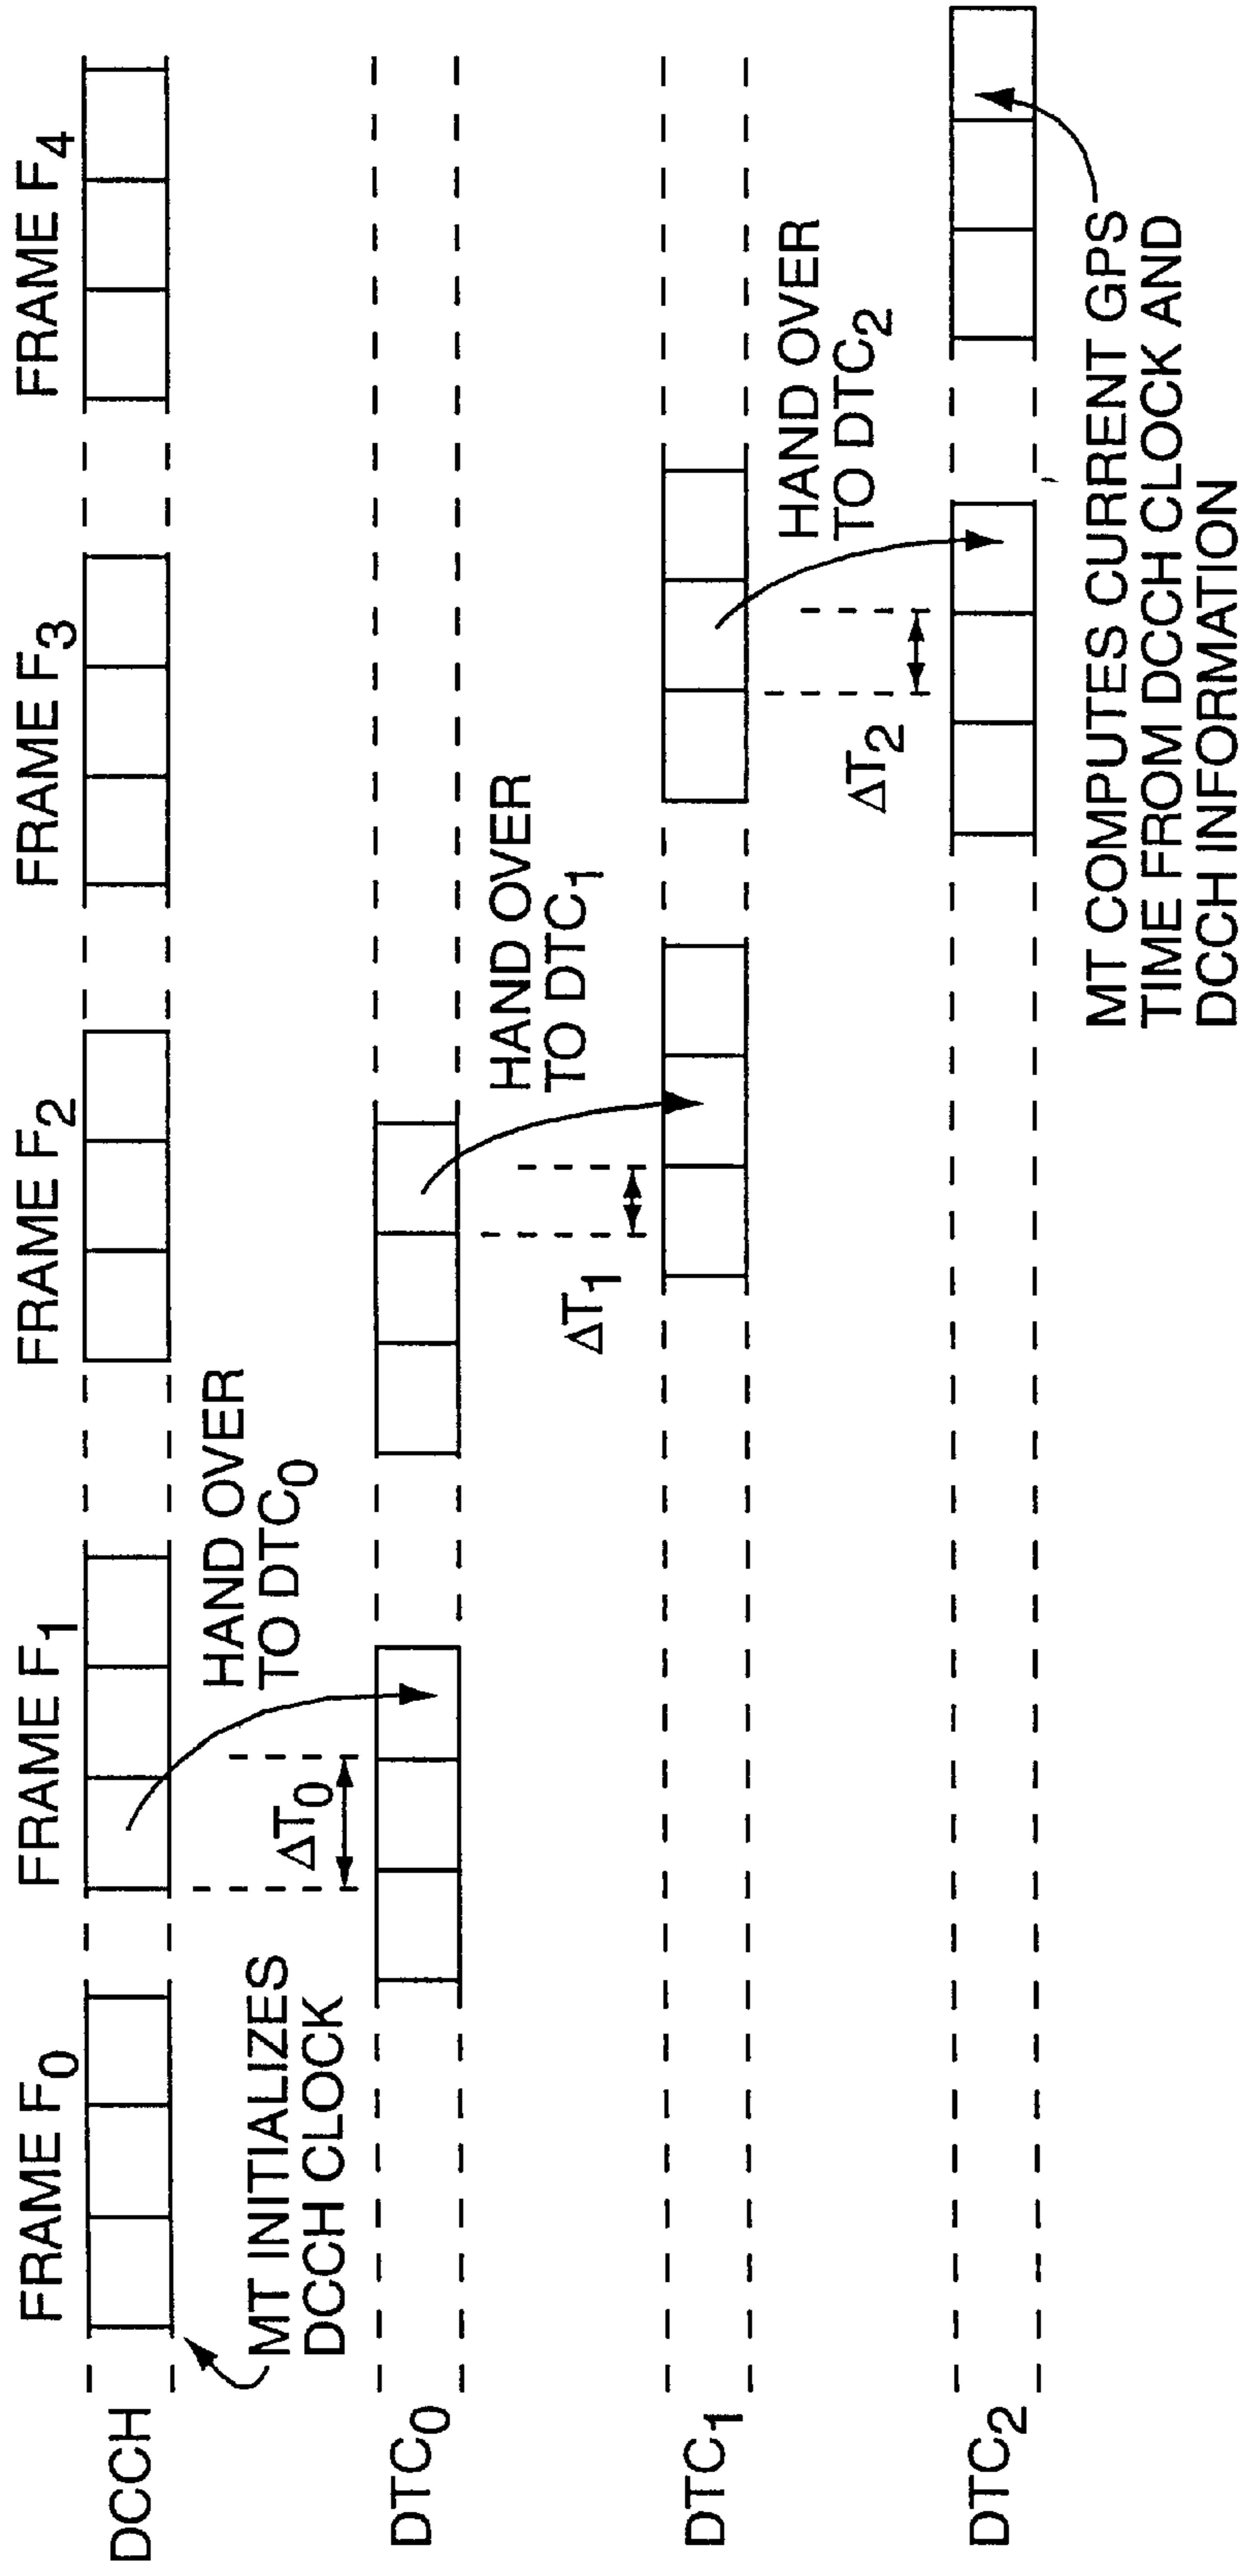 FRAME F0
FRAME F1
FRAME F2
FRAME F3
FRAME F4
DCCH
MT INITIALIZES
DCCH CLOCK
HAND OVER
TO DTC0
ΔT0
DTC0
HAND OVER
TO DTC1
ΔT1
DTC1
HAND OVER
TO DTC2
ΔT2
DTC2
MT COMPUTES CURRENT GPS
TIME FROM DCCH CLOCK AND
DCCH INFORMATION